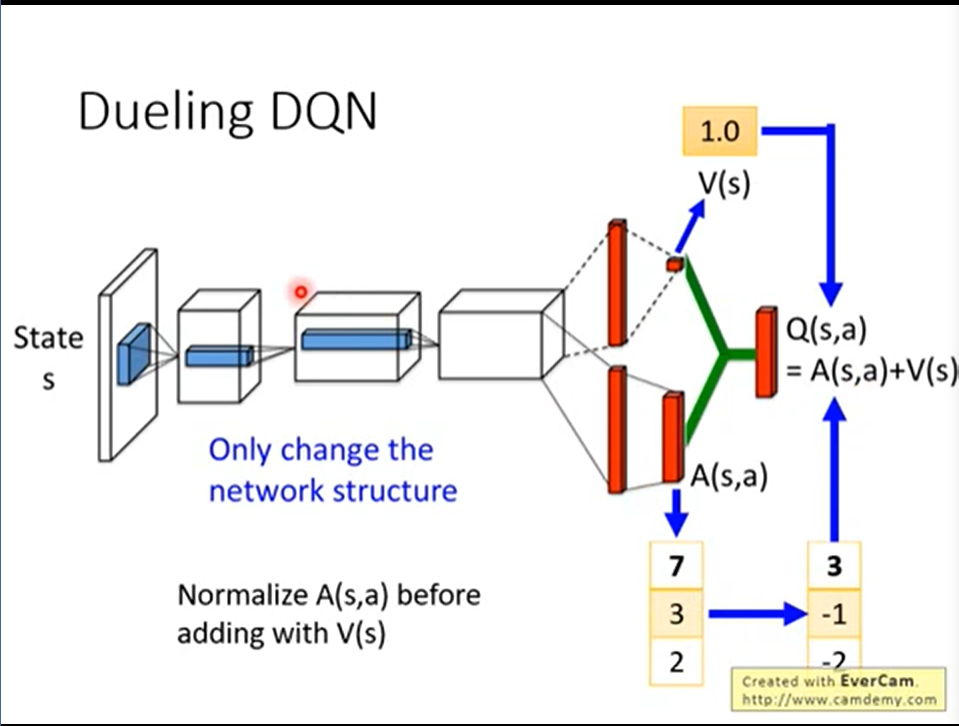 Dueling DQN
1.0
V(s)
State
s
Q(s,a)
= A(s,a)+V(s)
Only change the
network structure
A(s,a)
Normalize A(s,a) before
adding with V(s)
7
3
2
3
-1
-2
Created with EverCam.
http://www.camdemy.com